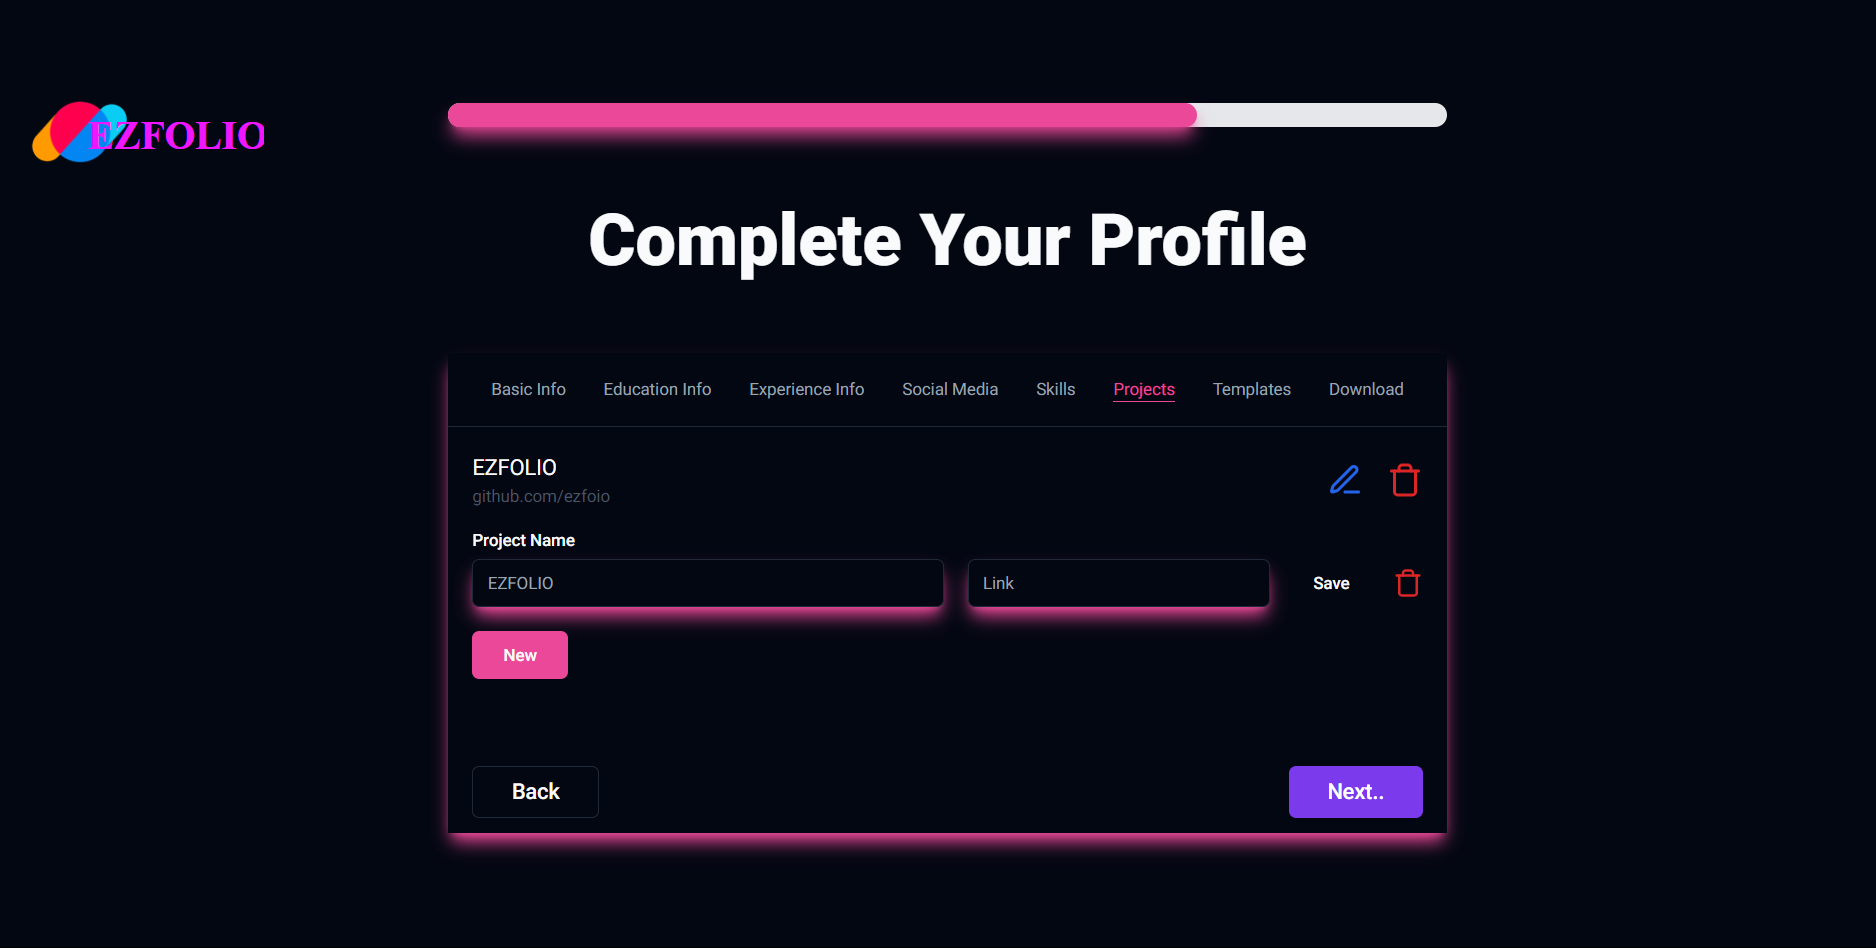 EZFOLIO
Complete Your Profile
Basic Info Education Info Experience Info Social Media Skills Projects Templates Download
EZFOLIO
github.com/ezfoio
Project Name
EZFOLIO Link Save
New
Back Next..